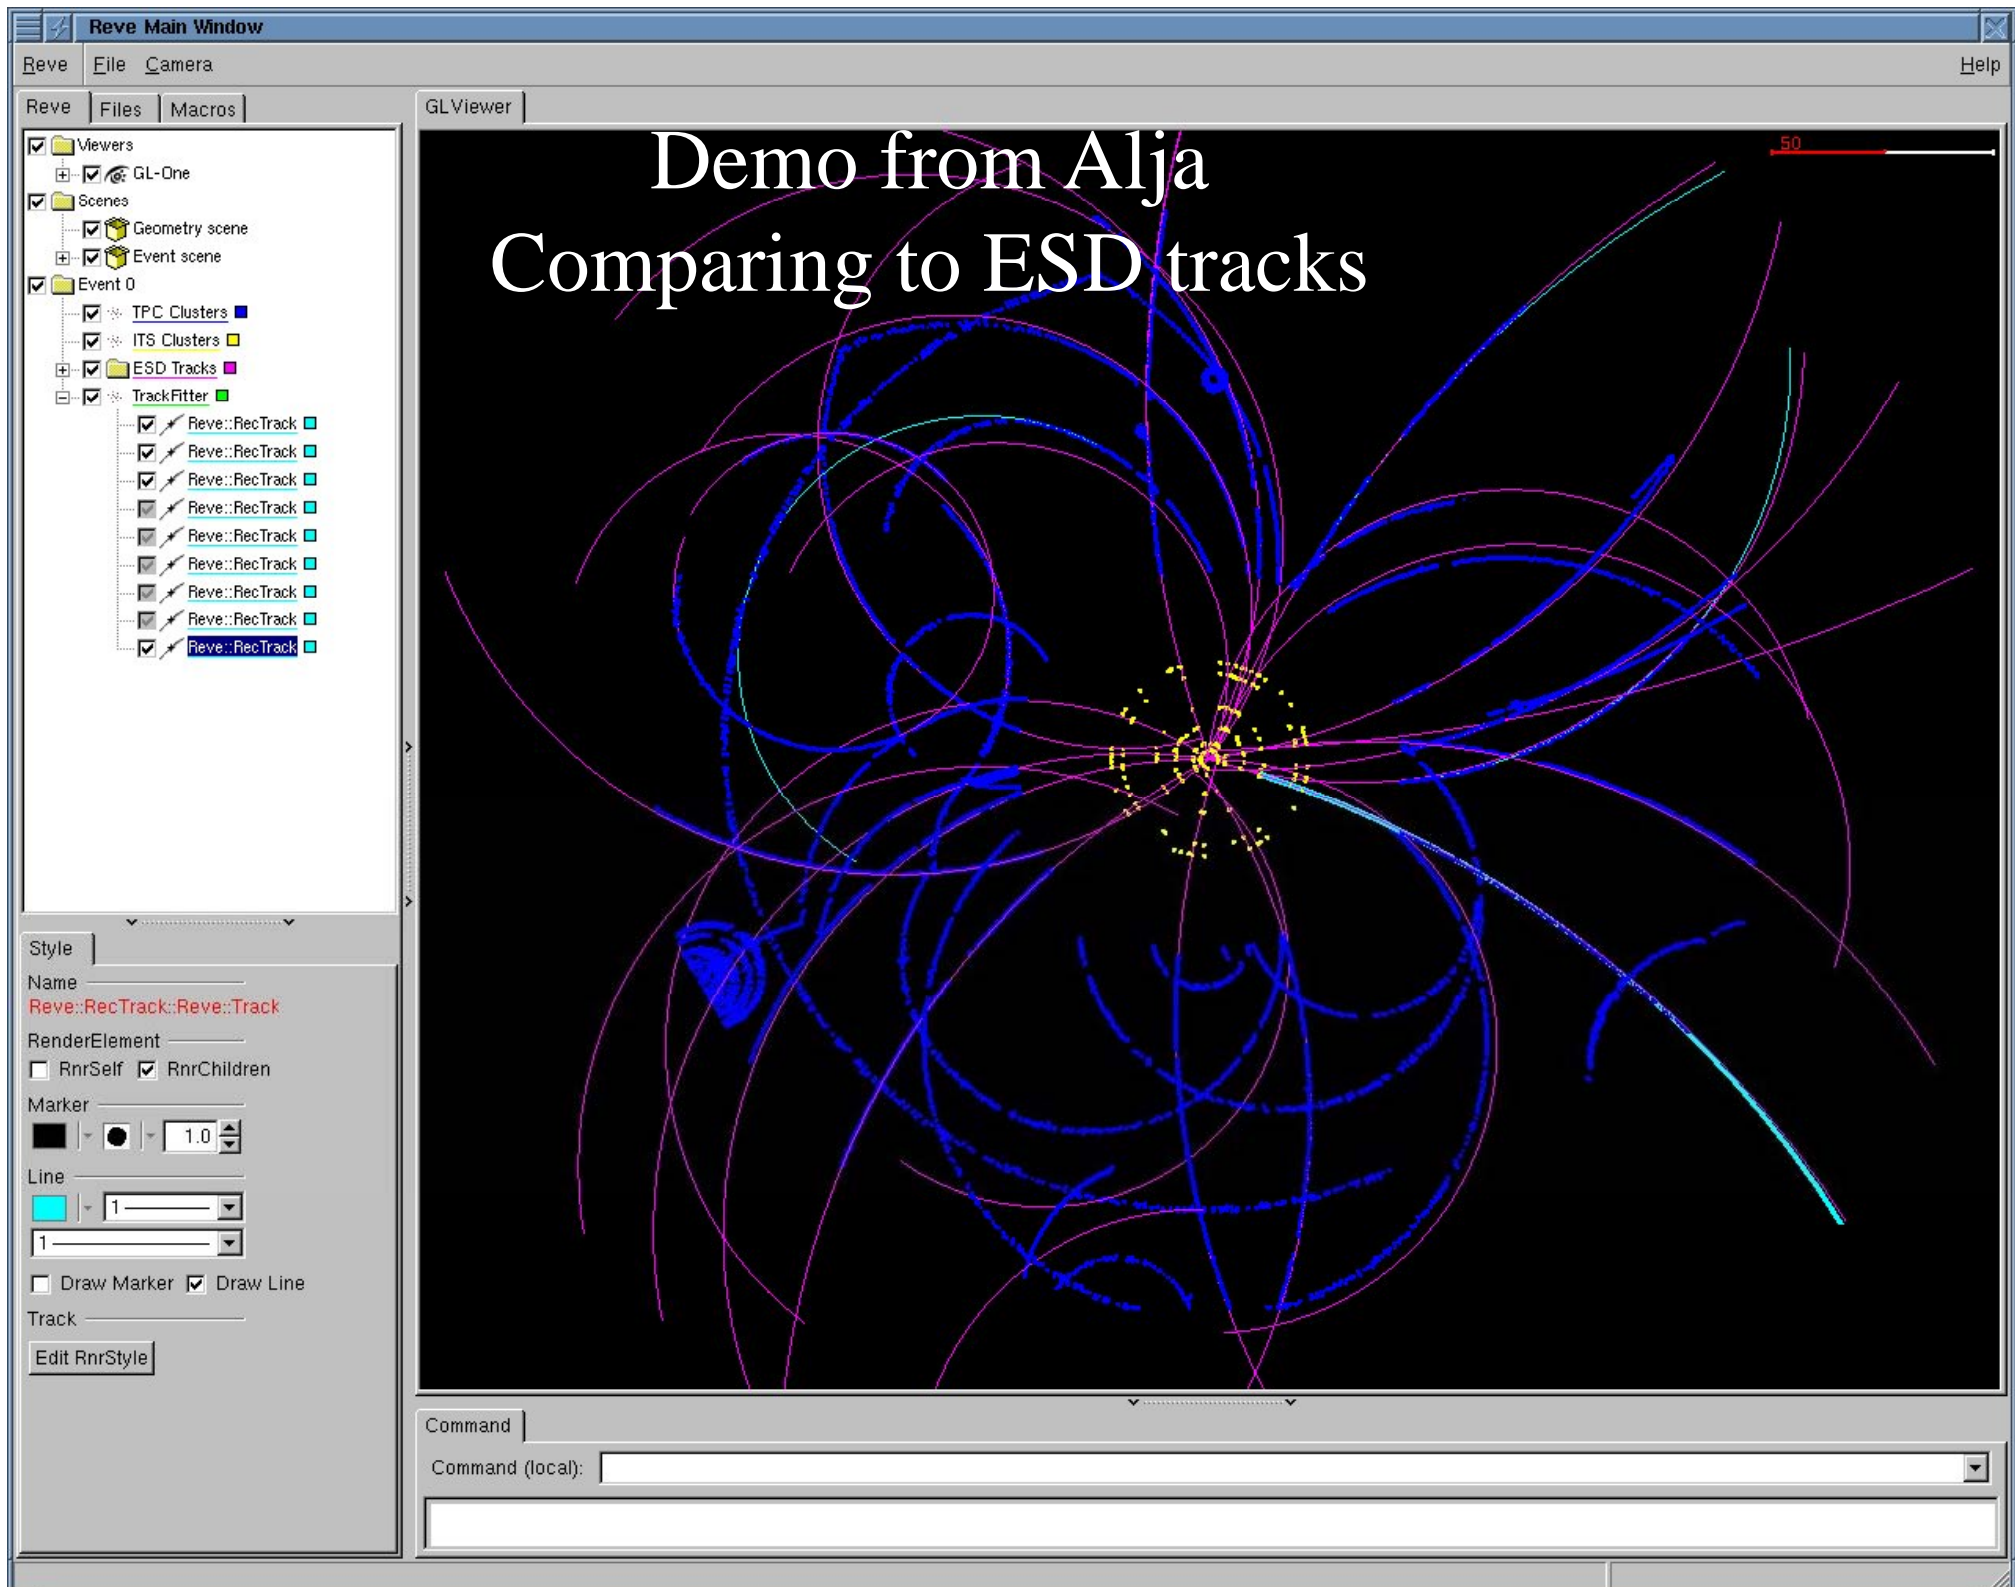 Reve Main Window
Reve File Camera Help
Reve Files Macros
Viewers
GL-One
Scenes
Geometry scene
Event scene
Event 0
TPC Clusters
ITS Clusters
ESD Tracks
TrackFitter
Reve::RecTrack
Reve::RecTrack
Reve::RecTrack
Reve::RecTrack
Reve::RecTrack
Reve::RecTrack
Reve::RecTrack
Reve::RecTrack
Reve::RecTrack
Style
Name
Reve::RecTrack::Reve::Track
RenderElement
RnrSelf RnrChildren
Marker
1.0
Line
1
1
Draw Marker Draw Line
Track
Edit RnrStyle
GLViewer
Demo from Alja
Comparing to ESD tracks
50
Command
Command (local):